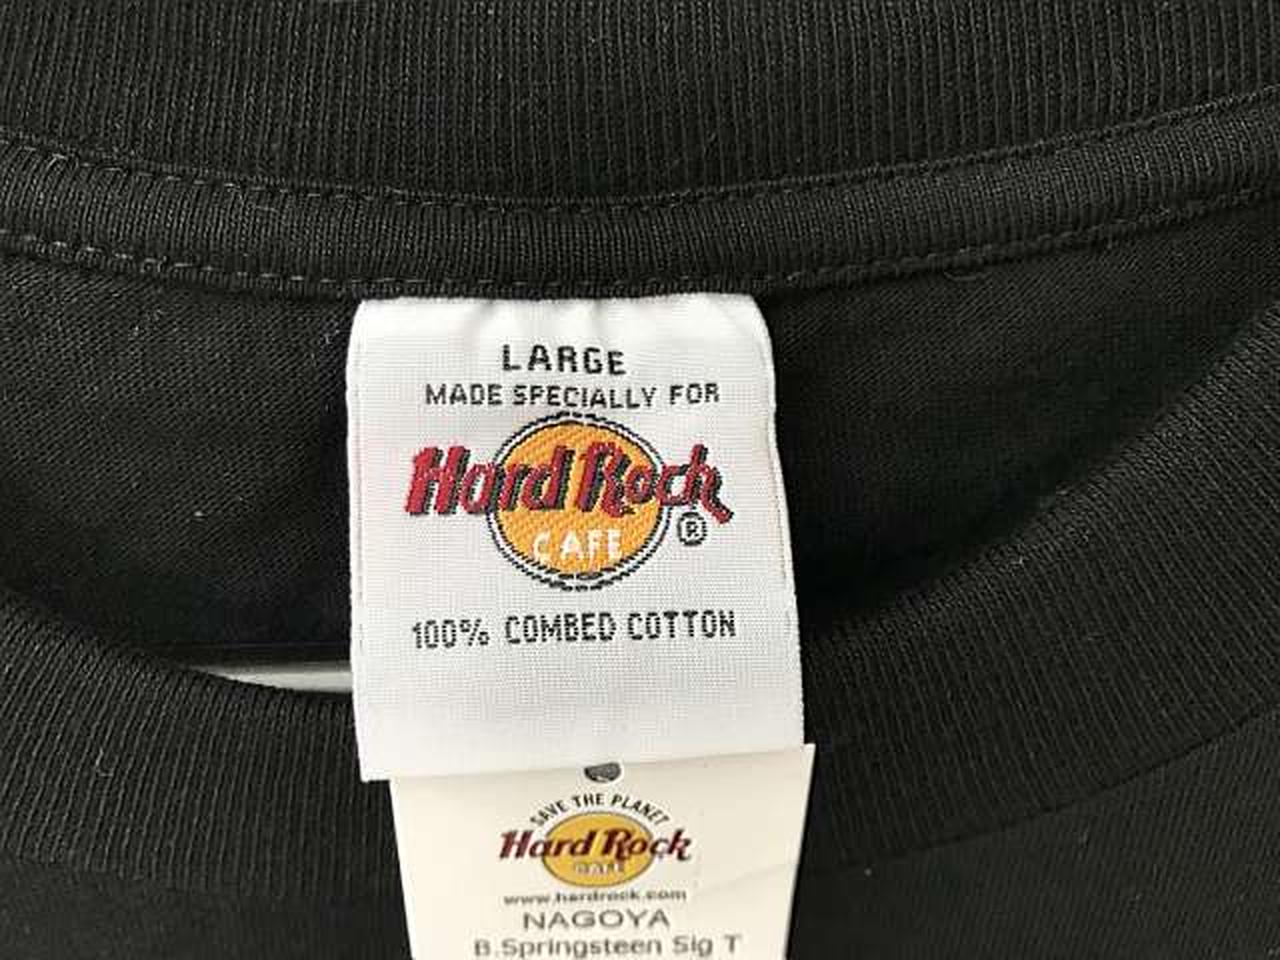 LARGE
MADE SPECIALLY FOR
Hard Rock
CAFE ®
100% COMBED COTTON
SAVE THE PLANET
Hard Rock
CAFE
www.hardrock.com
NAGOYA
B.Springsteen Sig T